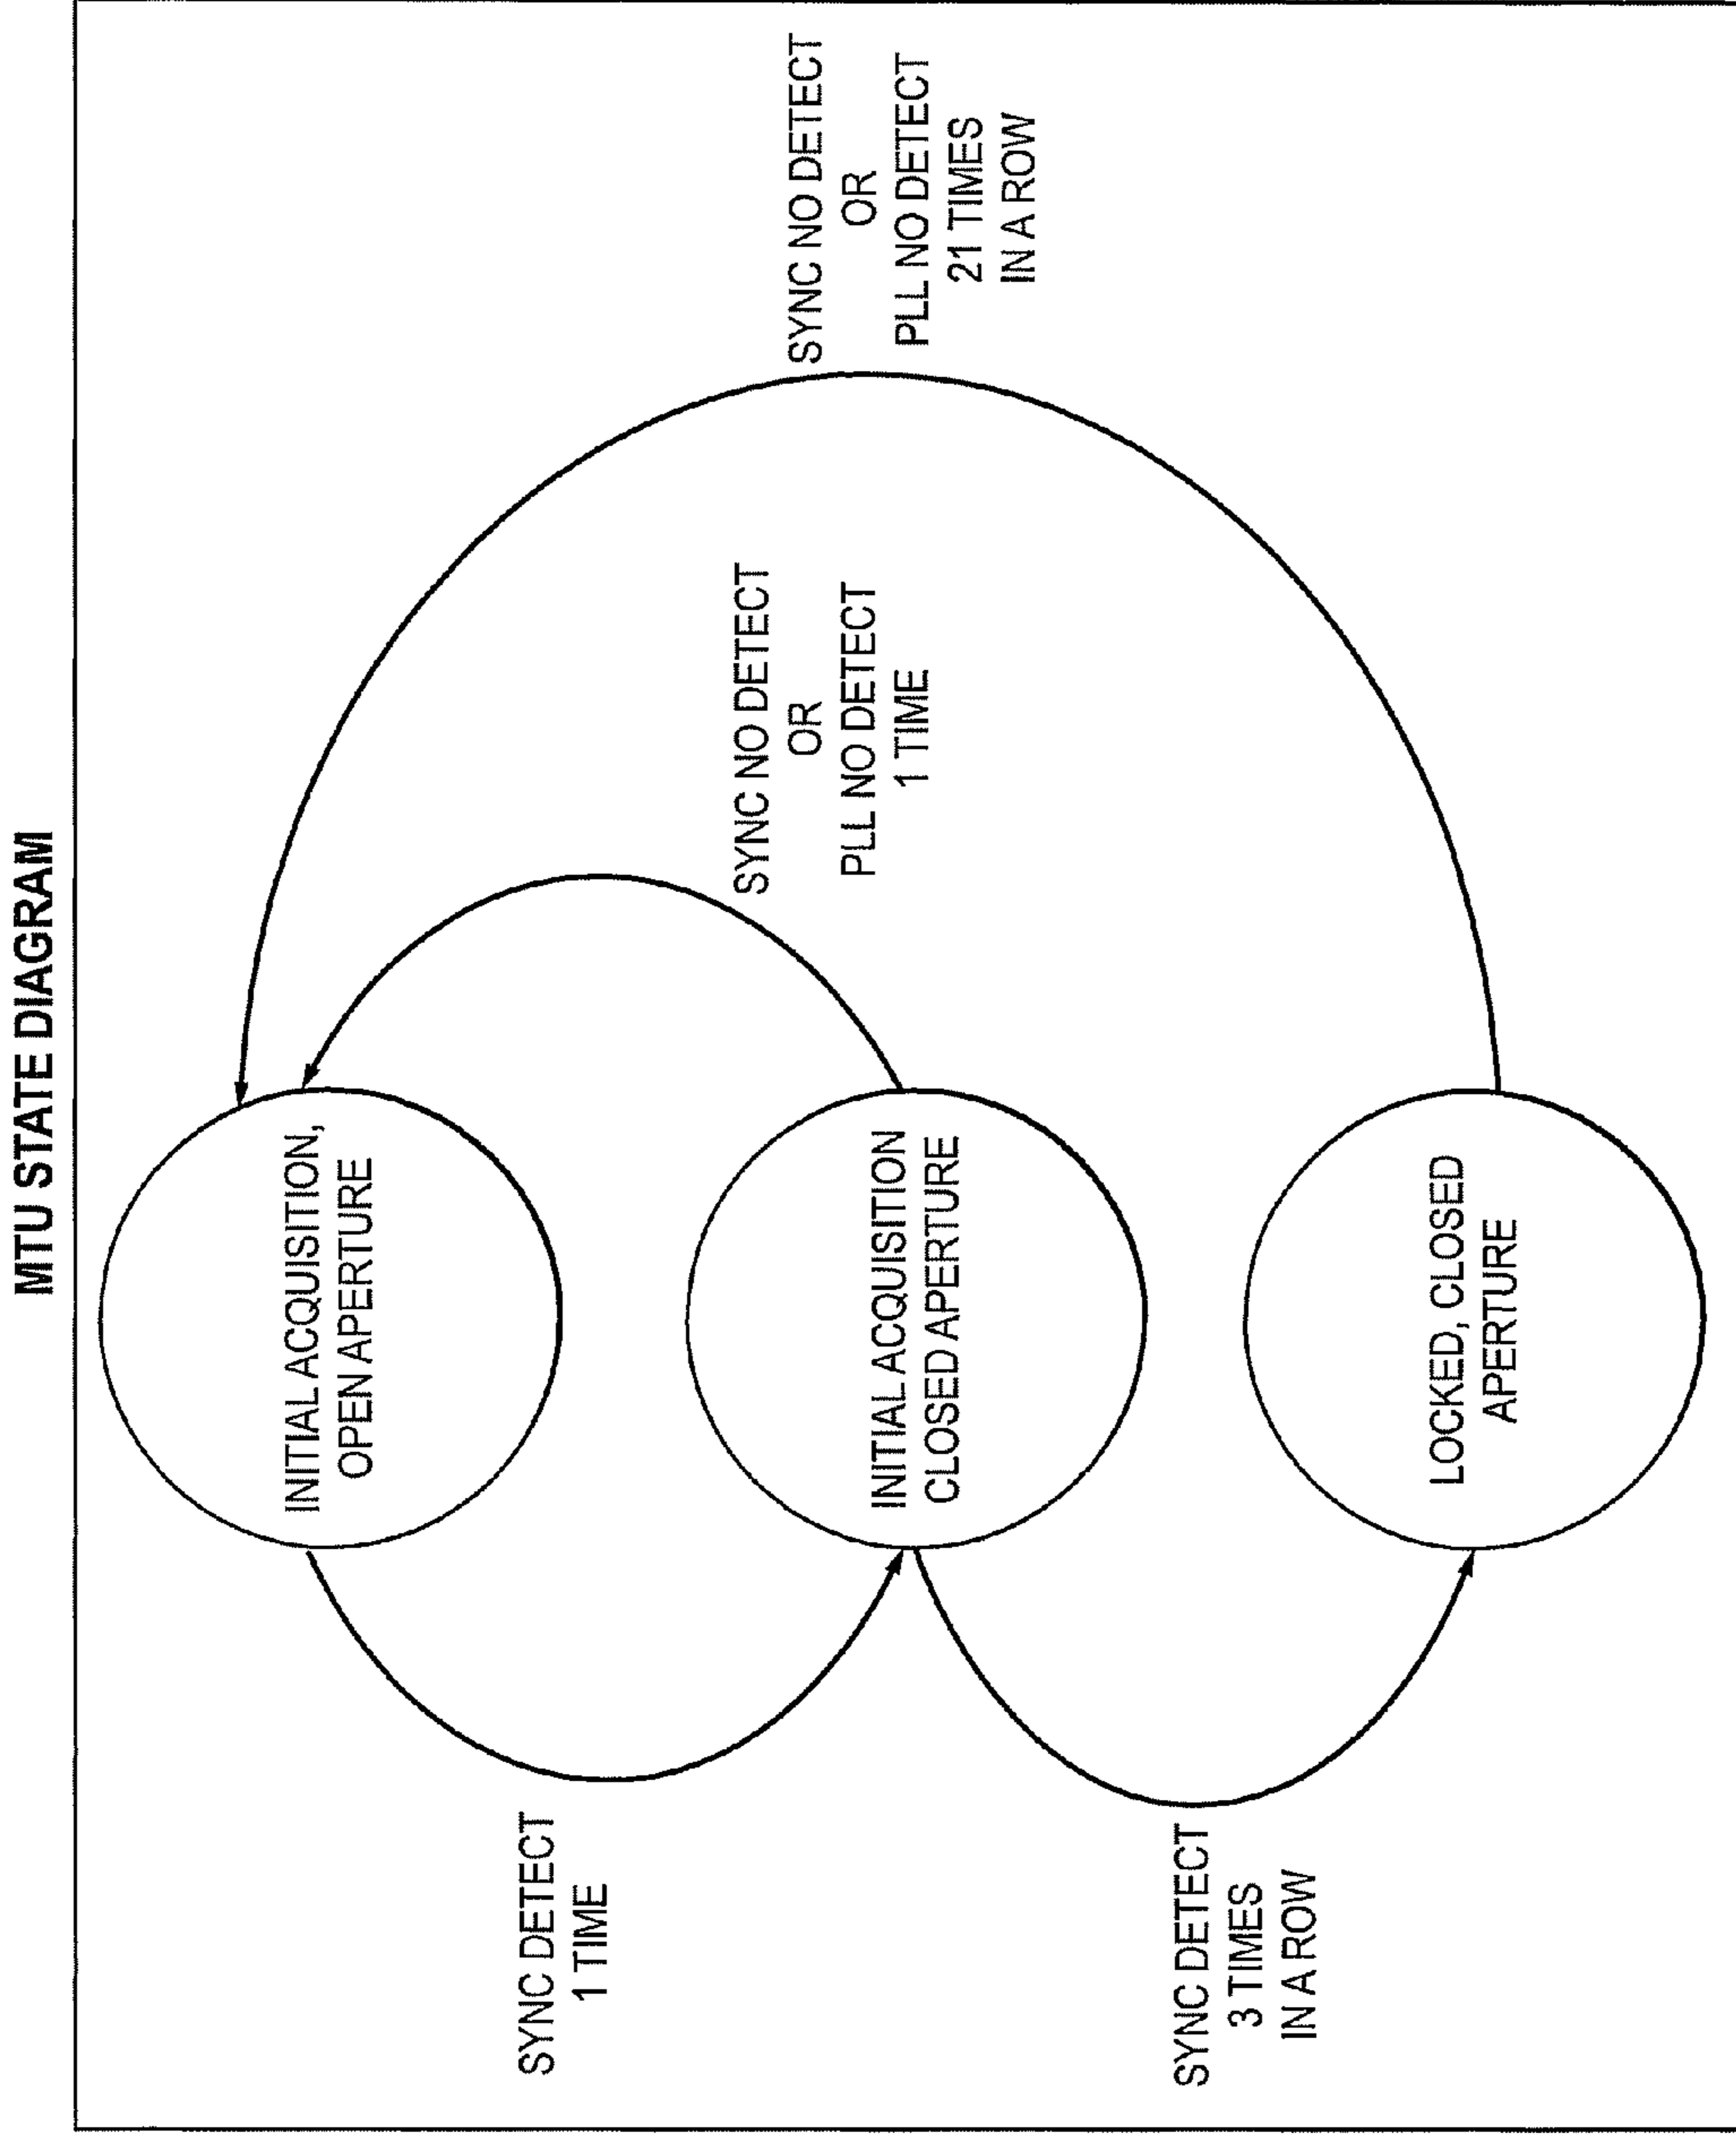 MTU STATE DIAGRAM
INITIAL ACQUISITION,
OPEN APERTURE
INITIAL ACQUISITION
CLOSED APERTURE
LOCKED, CLOSED
APERTURE
SYNC DETECT
1 TIME
SYNC DETECT
3 TIMES
IN A ROW
SYNC NO DETECT
OR
PLL NO DETECT
1 TIME
SYNC NO DETECT
OR
PLL NO DETECT
21 TIMES
IN A ROW